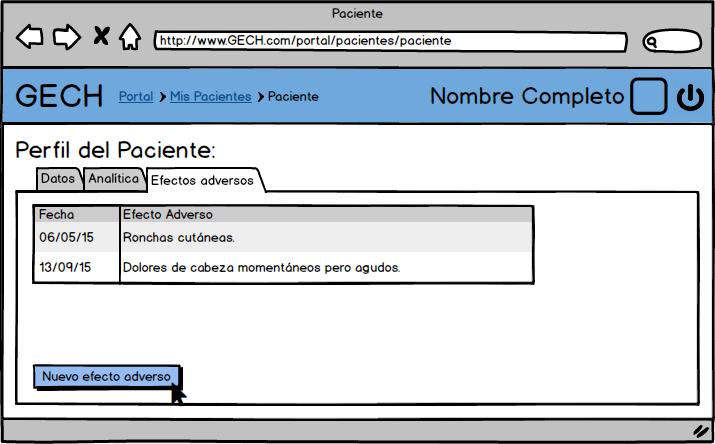 Paciente
http://www.GECH.com/portal/pacientes/paciente
GECH Portal Mis Pacientes Paciente Nombre Completo
Perfil del Paciente:
Datos Analítica Efectos adversos
Fecha Efecto Adverso
06/05/15 Ronchas cutáneas.
13/09/15 Dolores de cabeza momentáneos pero agudos.
Nuevo efecto adverso